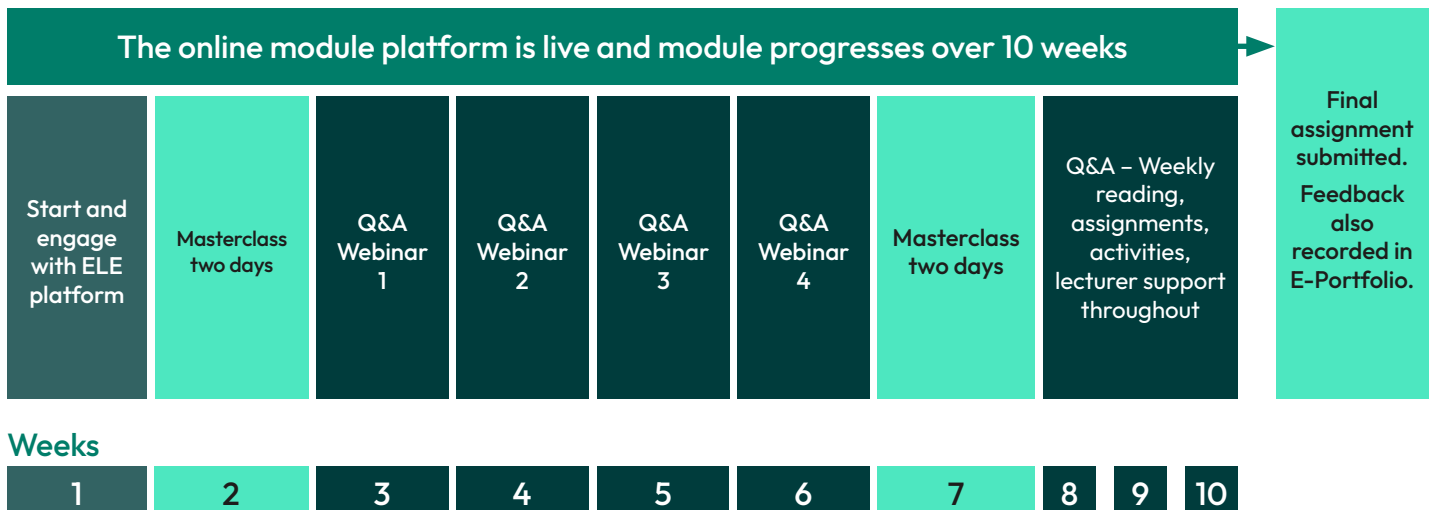 The online module platform is live and module progresses over 10 weeks
Start and
engage
with ELE
platform
Masterclass
two days
Q&A
Webinar
1
Q&A
Webinar
2
Q&A
Webinar
3
Q&A
Webinar
4
Masterclass
two days
Q&A – Weekly
reading,
assignments,
activities,
lecturer support
throughout
Final
assignment
submitted.
Feedback
also
recorded in
E-Portfolio.
Weeks
1
2
3
4
5
6
7
8
9
10